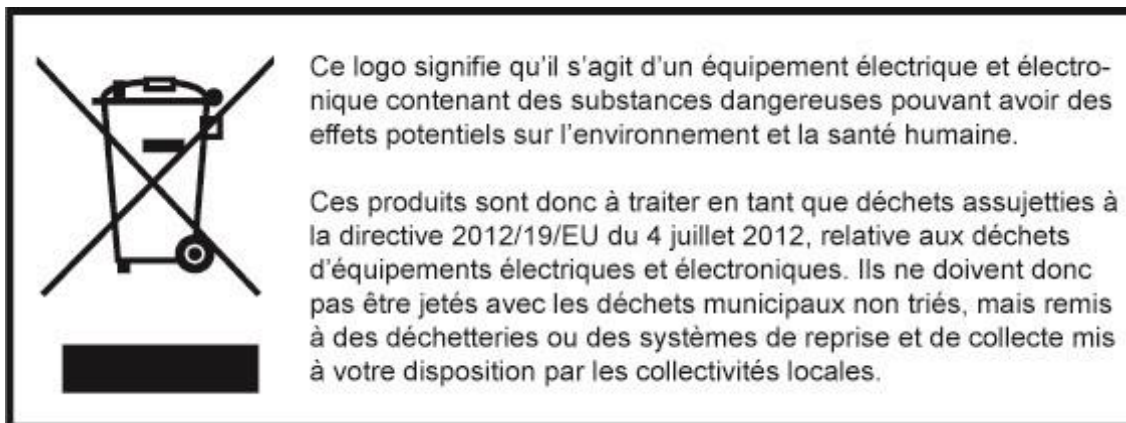 Ce logo signifie qu'il s'agit d'un équipement électrique et électro-
nique contenant des substances dangereuses pouvant avoir des
effets potentiels sur l'environnement et la santé humaine.
Ces produits sont donc à traiter en tant que déchets assujetties à
la directive 2012/19/EU du 4 juillet 2012, relative aux déchets
d'équipements électriques et électroniques. Ils ne doivent donc
pas être jetés avec les déchets municipaux non triés, mais remis
à des déchetteries ou des systèmes de reprise et de collecte mis
à votre disposition par les collectivités locales.